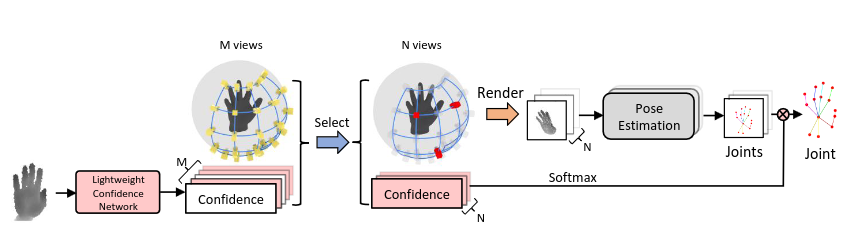 M views
N views
Select
Render
Pose
Estimation
N
Joints
Joint
M
Lightweight
Confidence
Network
Confidence
Confidence
N
Softmax